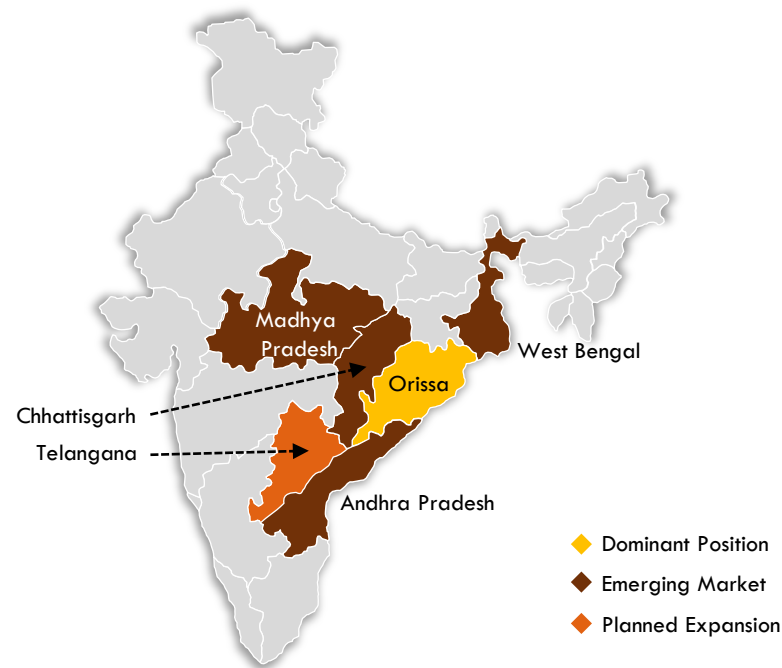 Madhya
Pradesh
West Bengal
Orissa
Chhattisgarh
Telangana
Andhra Pradesh
Dominant Position
Emerging Market
Planned Expansion